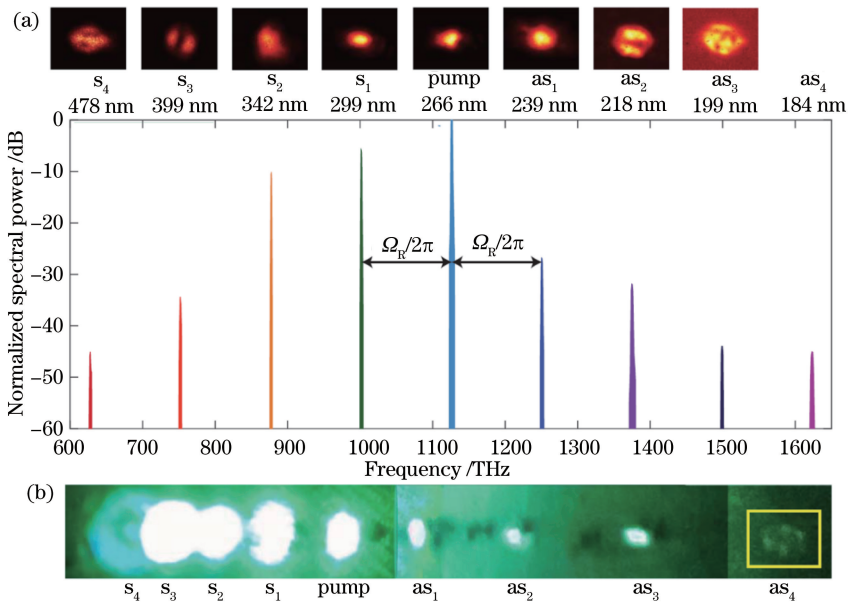 (a)
s₄ s₃ s₂ s₁ pump as₁ as₂ as₃ as₄
478 nm 399 nm 342 nm 299 nm 266 nm 239 nm 218 nm 199 nm 184 nm
Normalized spectral power /dB
0
-10
-20
Ω_R/2π Ω_R/2π
-30
-40
-50
-60
600 700 800 900 1000 1100 1200 1300 1400 1500 1600
Frequency /THz
(b)
s₄ s₃ s₂ s₁ pump as₁ as₂ as₃ as₄